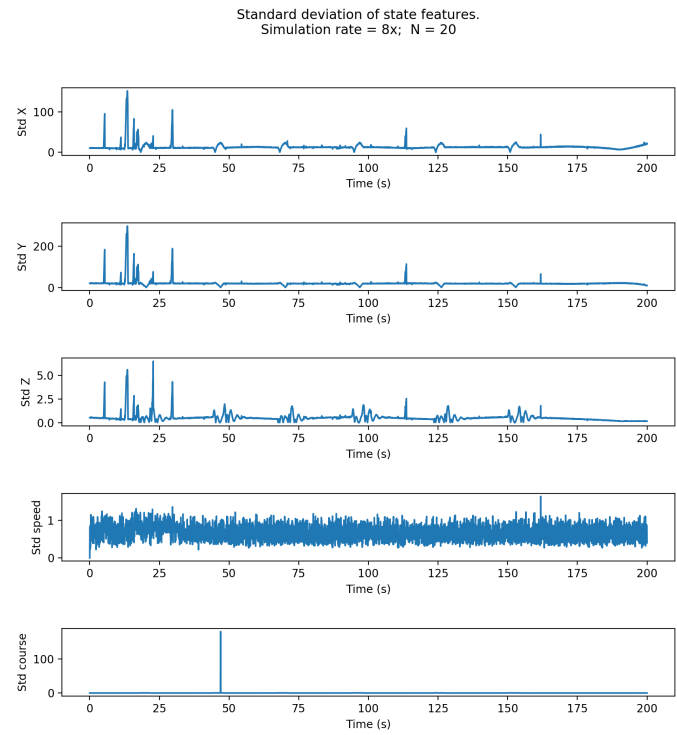 Standard deviation of state features.
Simulation rate = 8x;  N = 20
Std X
100
0
0 25 50 75 100 125 150 175 200
Time (s)
Std Y
200
0
0 25 50 75 100 125 150 175 200
Time (s)
Std Z
5.0
2.5
0.0
0 25 50 75 100 125 150 175 200
Time (s)
Std speed
1
0
0 25 50 75 100 125 150 175 200
Time (s)
Std course
100
0
0 25 50 75 100 125 150 175 200
Time (s)